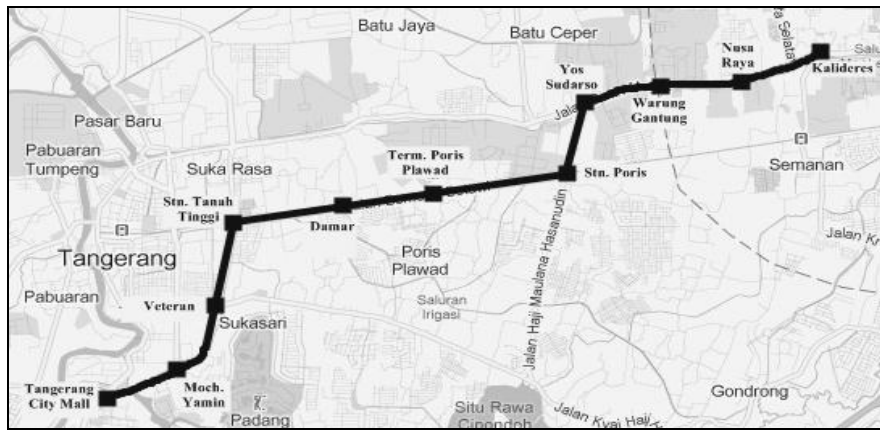 Batu Jaya
Batu Ceper
Nusa
Raya
Kalideres
Yos
Sudarso
Warung
Gantung
Pasar Baru
Pabuaran
Tumpeng
Suka Rasa
Term. Poris
Plawad
Stn. Poris
Semanan
Stn. Tanah
Tinggi
Damar
Tangerang
Poris
Plawad
Jalan Haji Maulana Hasanudin
Pabuaran
Veteran
Sukasari
Saluran
Irigasi
Tangerang
City Mall
Moch.
Yamin
Padang
Situ Rawa
Cipondoh
Jalan Kyai Haji
Gondrong